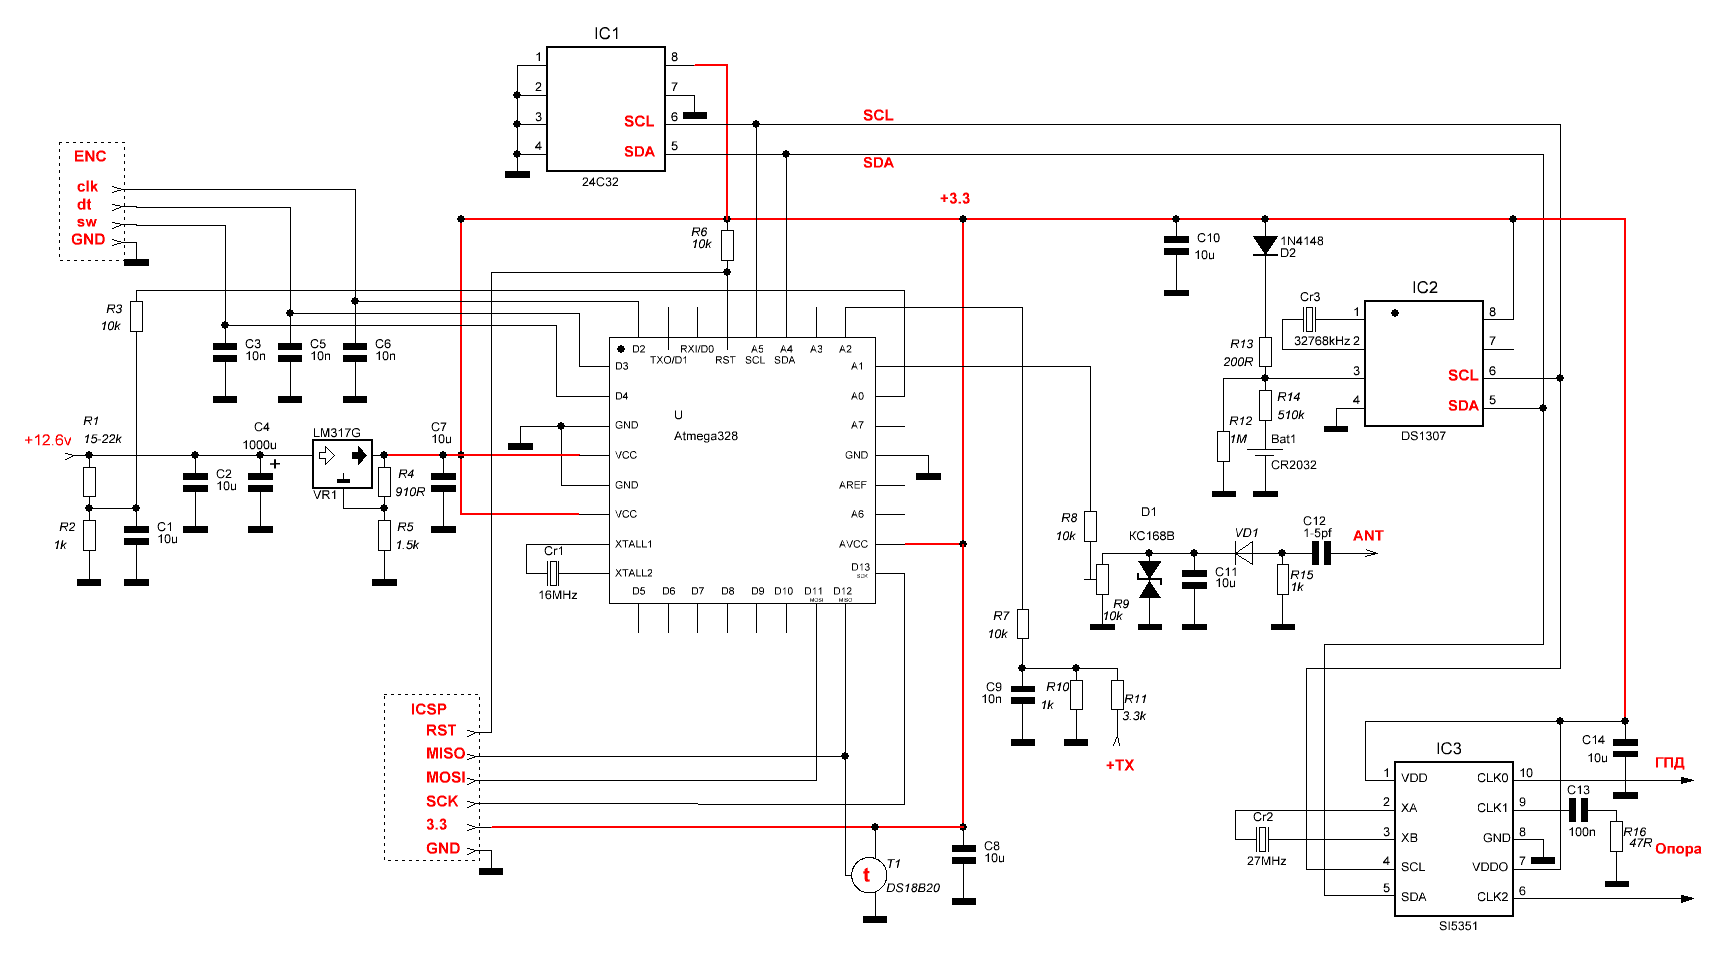 IC1
1
2
3
4
8
7
6
5
SCL
SDA
24C32
SCL
SDA
ENC
clk
dt
sw
GND
+3.3
R6
10k
C10
10u
1N4148
D2
IC2
Cr3
32768kHz
1
2
3
4
8
7
6
5
SCL
SDA
DS1307
R13
200R
R14
510k
R12
1M
Bat1
CR2032
R3
10k
C3
10n
C5
10n
C6
10n
D2
TXO/D1
RXI/D0
RST
A5
SCL
A4
SDA
A3
A2
D3
D4
GND
VCC
GND
VCC
XTALL1
XTALL2
U
Atmega328
A1
A0
A7
GND
AREF
A6
AVCC
D13
SCK
D5
D6
D7
D8
D9
D10
D11
MOSI
D12
MISO
+12.6v
R1
15-22k
C4
1000u
+
LM317G
VR1
C7
10u
R4
910R
C2
10u
R2
1k
C1
10u
R5
1.5k
Cr1
16MHz
D1
KC168B
R8
10k
R9
10k
C11
10u
VD1
C12
1-5pf
ANT
R15
1k
R7
10k
C9
10n
R10
1k
R11
3.3k
+TX
ICSP
RST
MISO
MOSI
SCK
3.3
GND
T1
t
DS18B20
C8
10u
IC3
1
2
3
4
5
VDD
XA
XB
SCL
SDA
CLK0
CLK1
GND
VDDO
CLK2
10
9
8
7
6
SI5351
Cr2
27MHz
C14
10u
ГПД
C13
100n
R16
47R
Опора